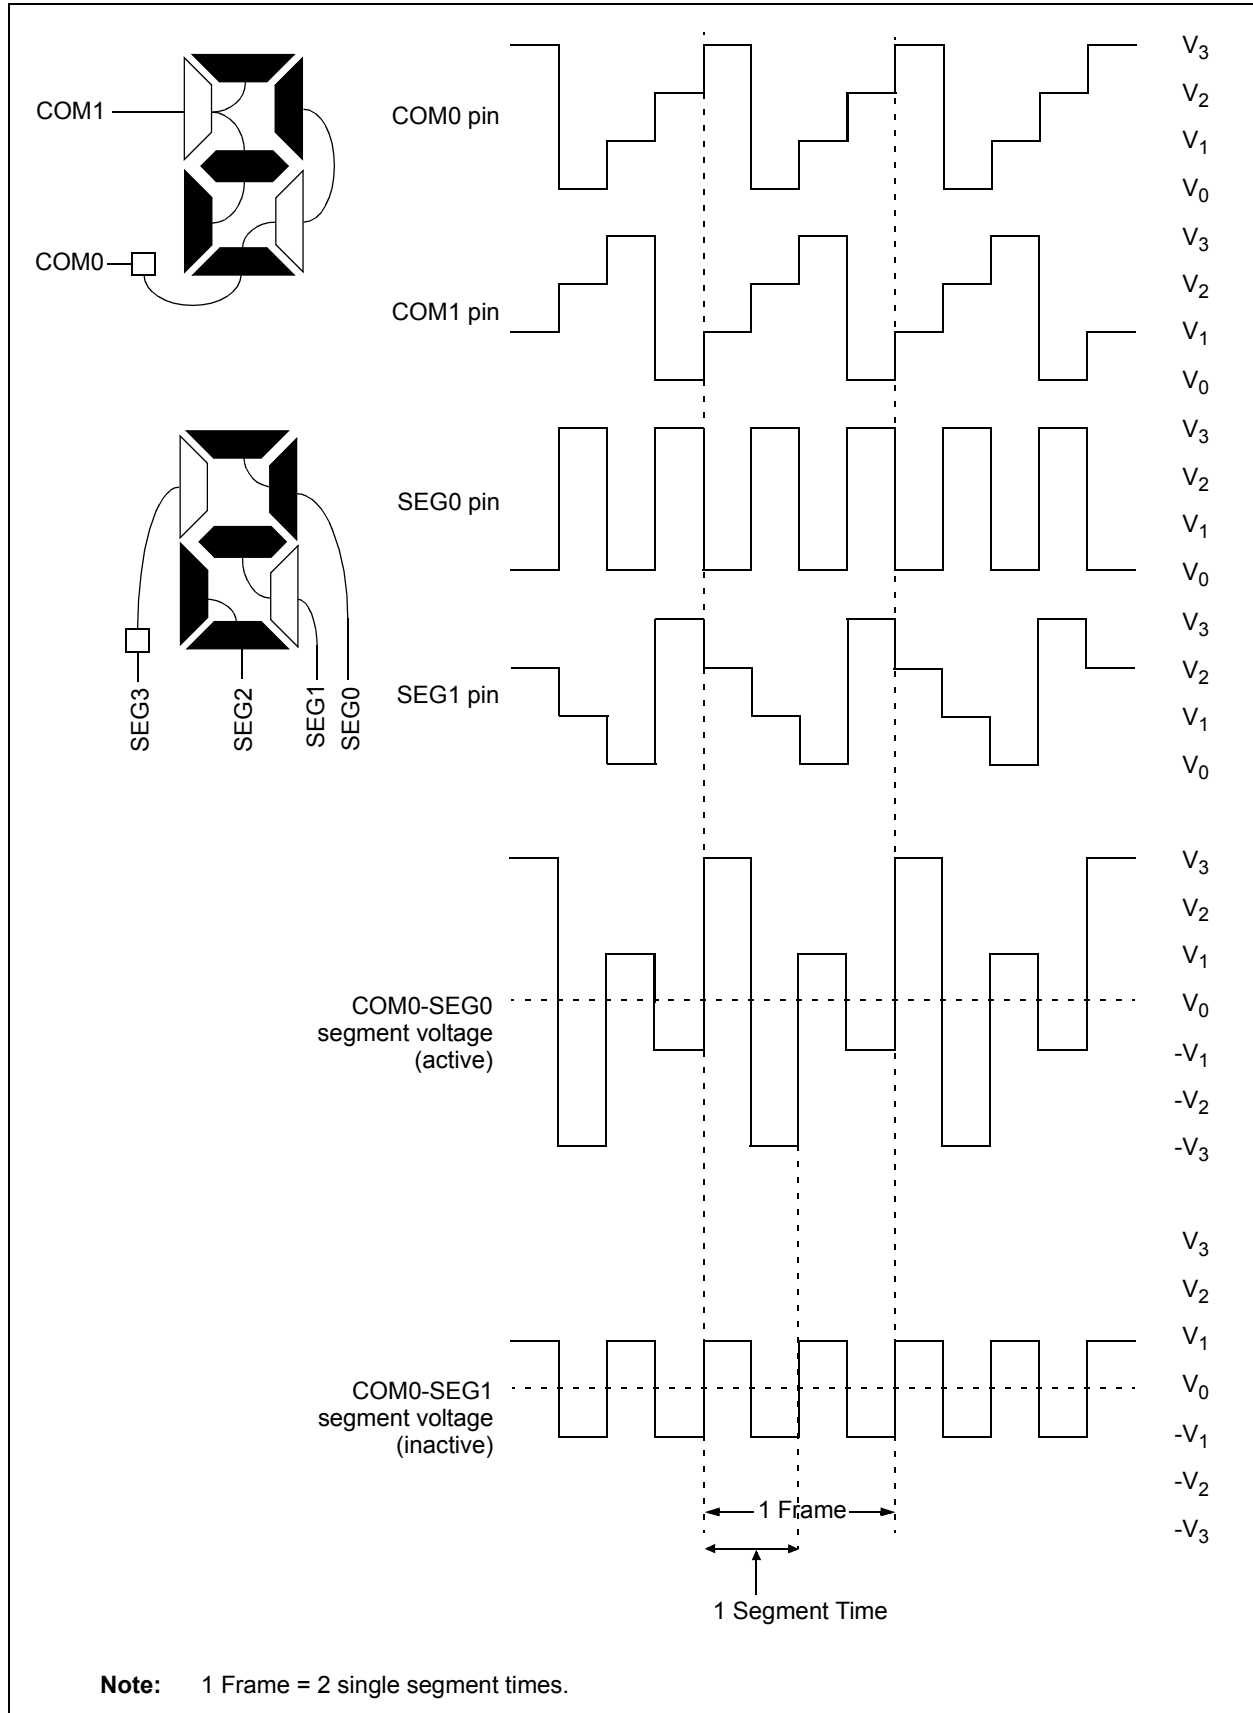 COM1
COM0
COM0 pin
V3
V2
V1
V0
COM1 pin
V3
V2
V1
V0
SEG0 pin
V3
V2
V1
V0
SEG3
SEG2
SEG1
SEG0
SEG1 pin
V3
V2
V1
V0
COM0-SEG0
segment voltage
(active)
V3
V2
V1
V0
-V1
-V2
-V3
COM0-SEG1
segment voltage
(inactive)
V3
V2
V1
V0
-V1
-V2
-V3
1 Frame
1 Segment Time
Note: 1 Frame = 2 single segment times.